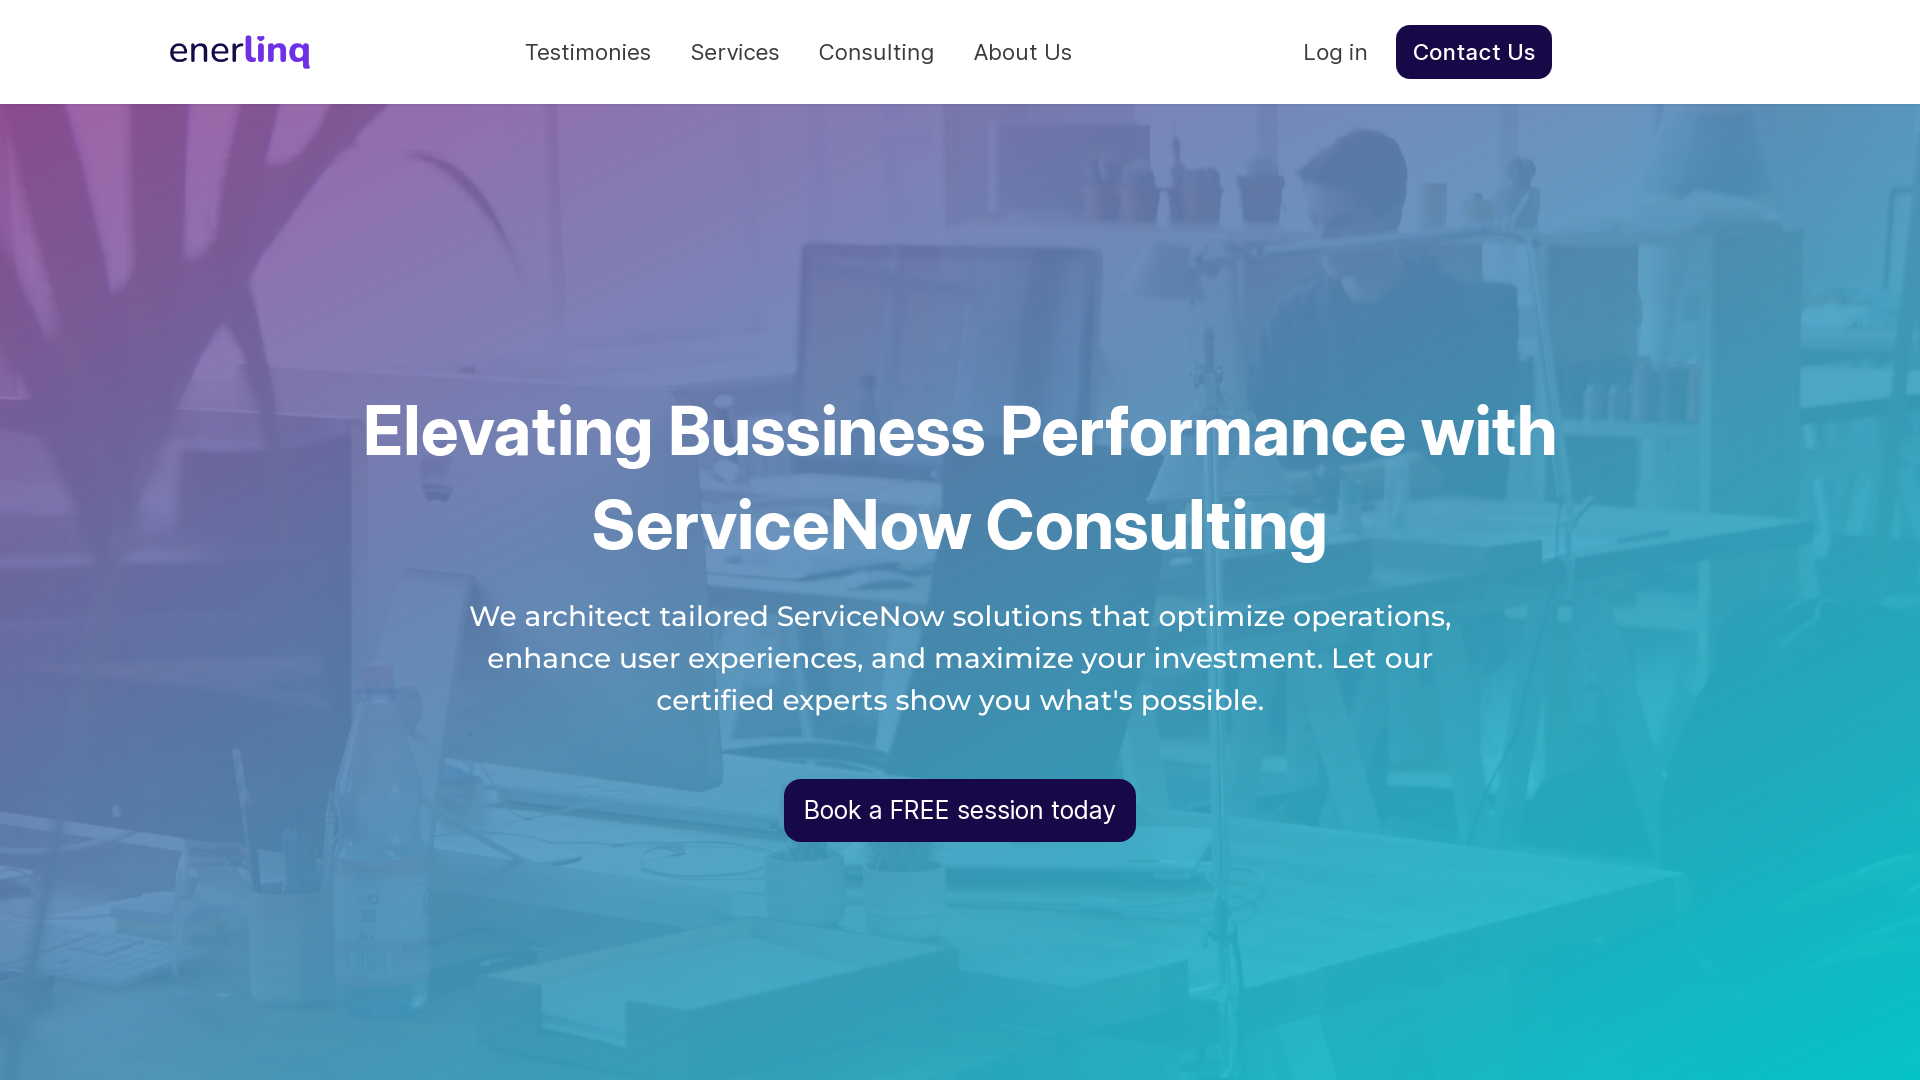 enerlinq
Testimonies
Services
Consulting
About Us
Log in
Contact Us
Elevating Bussiness Performance with
ServiceNow Consulting
We architect tailored ServiceNow solutions that optimize operations,
enhance user experiences, and maximize your investment. Let our
certified experts show you what's possible.
Book a FREE session today